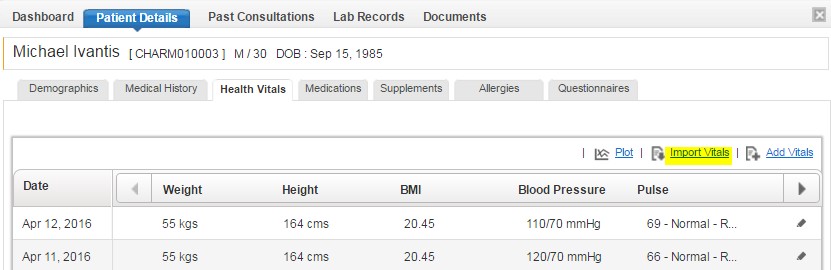 Dashboard Patient Details Past Consultations Lab Records Documents
Michael Ivantis [ CHARM010003 ] M / 30 DOB : Sep 15, 1985
Demographics Medical History Health Vitals Medications Supplements Allergies Questionnaires
| Plot | Import Vitals | Add Vitals
Date Weight Height BMI Blood Pressure Pulse
Apr 12, 2016 55 kgs 164 cms 20.45 110/70 mmHg 69 - Normal - R...
Apr 11, 2016 55 kgs 164 cms 20.45 120/70 mmHg 66 - Normal - R...